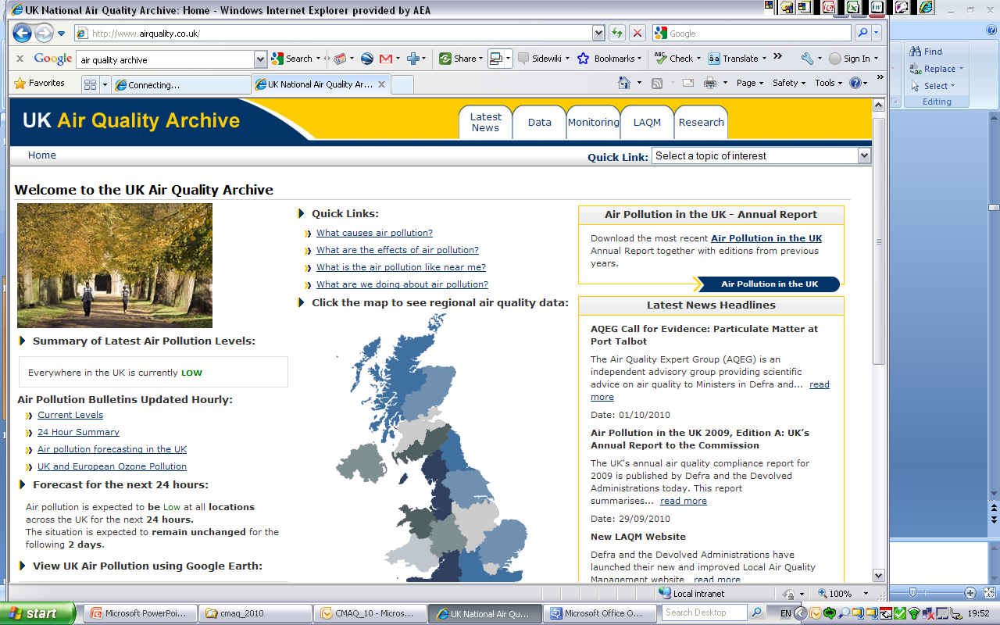 UK National Air Quality Archive: Home - Windows Internet Explorer provided by AEA
http://www.airquality.co.uk/
Google
Google
air quality archive
Search
Share
Sidewiki
Bookmarks
Check
Translate
Sign In
Favorites
Connecting...
UK National Air Quality Ar...
Page
Safety
Tools
Find
Replace
Select
Editing
UK Air Quality Archive
Latest News
Data
Monitoring
LAQM
Research
Home
Quick Link:
Select a topic of interest
Welcome to the UK Air Quality Archive
Summary of Latest Air Pollution Levels:
Everywhere in the UK is currently LOW
Air Pollution Bulletins Updated Hourly:
Current Levels
24 Hour Summary
Air pollution forecasting in the UK
UK and European Ozone Pollution
Forecast for the next 24 hours:
Air pollution is expected to be Low at all locations
across the UK for the next 24 hours.
The situation is expected to remain unchanged for the
following 2 days.
View UK Air Pollution using Google Earth:
Quick Links:
What causes air pollution?
What are the effects of air pollution?
What is the air pollution like near me?
What are we doing about air pollution?
Click the map to see regional air quality data:
Air Pollution in the UK - Annual Report
Download the most recent Air Pollution in the UK
Annual Report together with editions from previous
years.
Air Pollution in the UK
Latest News Headlines
AQEG Call for Evidence: Particulate Matter at
Port Talbot
The Air Quality Expert Group (AQEG) is an
independent advisory group providing scientific
advice on air quality to Ministers in Defra and... read
more
Date: 01/10/2010
Air Pollution in the UK 2009, Edition A: UK's
Annual Report to the Commission
The UK's annual air quality compliance report for
2009 is published by Defra and the Devolved
Administrations today. This report
summarises... read more
Date: 29/09/2010
New LAQM Website
Defra and the Devolved Administrations have
launched their new and improved Local Air Quality
Management website read more
Local intranet
100%
start
Microsoft PowerPoi...
cmaq_2010
CMAQ_10 - Micros...
UK National Air Qu...
Microsoft Office O...
Search Desktop
EN
19:52